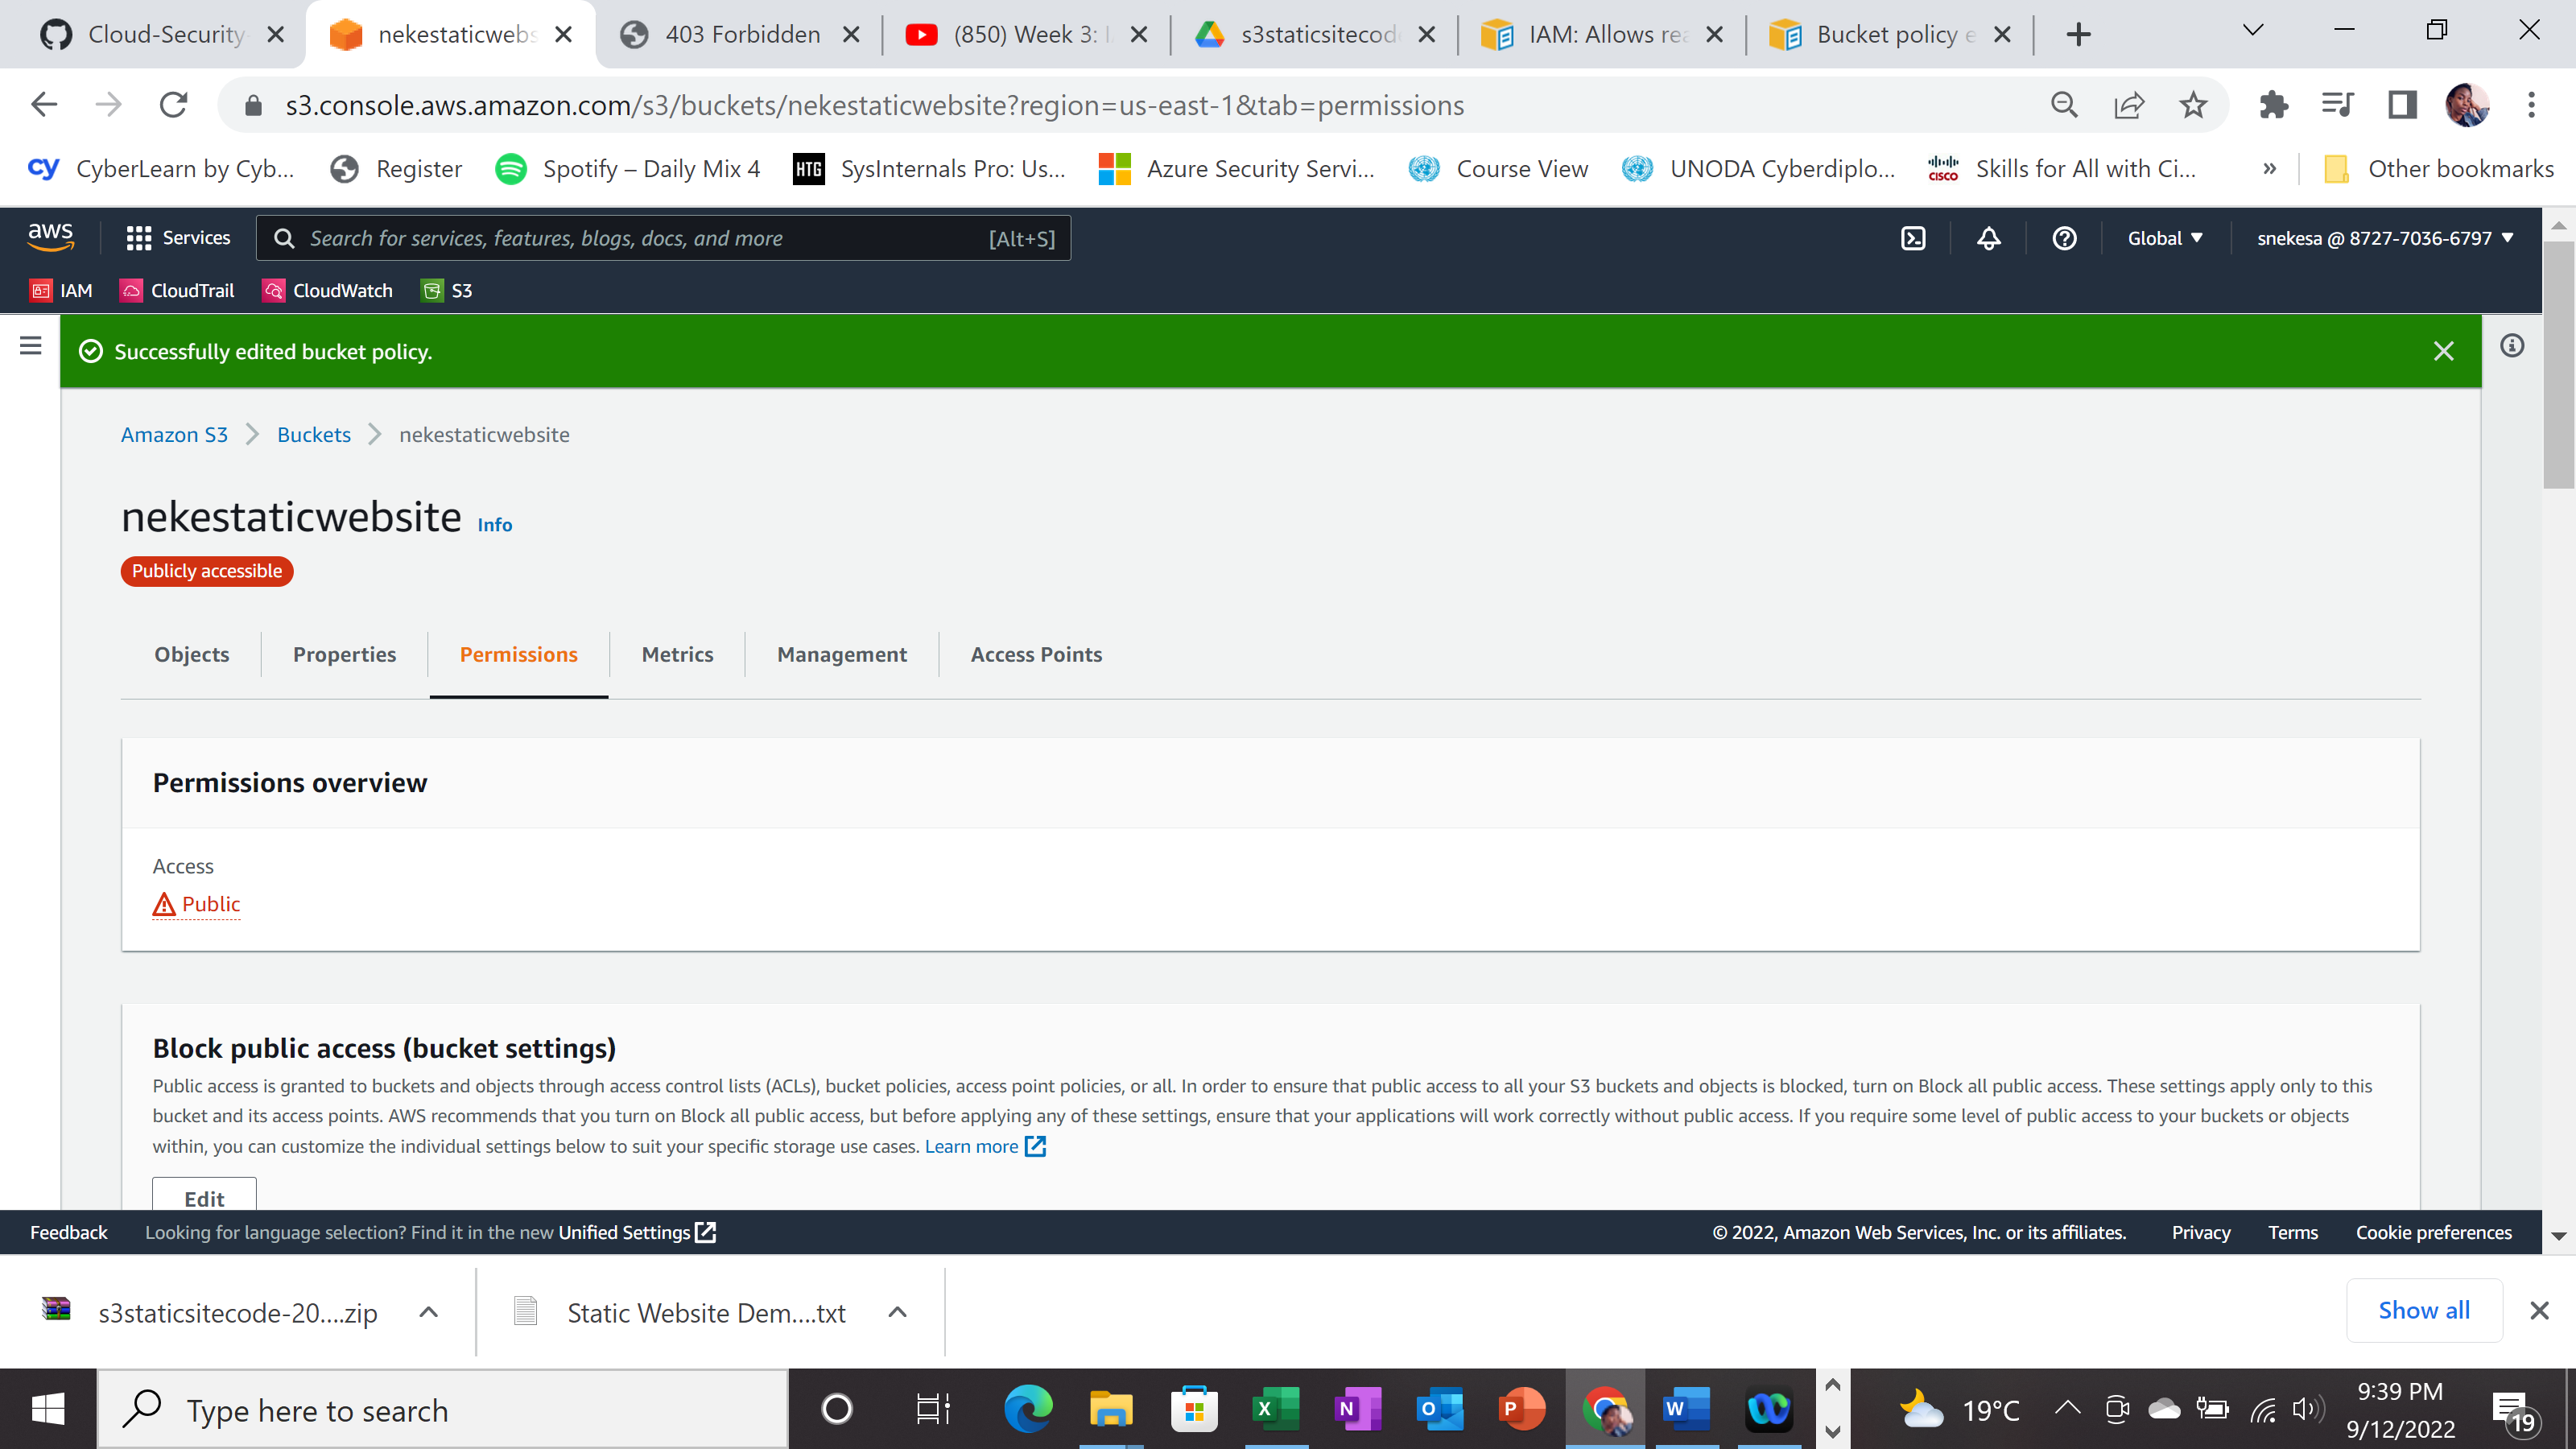 Cloud-Security
nekestaticwebs
403 Forbidden
(850) Week 3: I
s3staticsitecod
IAM: Allows rea
Bucket policy e
s3.console.aws.amazon.com/s3/buckets/nekestaticwebsite?region=us-east-1&tab=permissions
cy CyberLearn by Cyb...
Register
Spotify – Daily Mix 4
HTG SysInternals Pro: Us...
Azure Security Servi...
Course View
UNODA Cyberdiplo...
CISCO Skills for All with Ci...
»
Other bookmarks
aws
Services
Search for services, features, blogs, docs, and more [Alt+S]
Global
snekesa @ 8727-7036-6797
IAM
CloudTrail
CloudWatch
S3
Successfully edited bucket policy.
Amazon S3
Buckets
nekestaticwebsite
nekestaticwebsite Info
Publicly accessible
Objects
Properties
Permissions
Metrics
Management
Access Points
Permissions overview
Access
Public
Block public access (bucket settings)
Public access is granted to buckets and objects through access control lists (ACLs), bucket policies, access point policies, or all. In order to ensure that public access to all your S3 buckets and objects is blocked, turn on Block all public access. These settings apply only to this
bucket and its access points. AWS recommends that you turn on Block all public access, but before applying any of these settings, ensure that your applications will work correctly without public access. If you require some level of public access to your buckets or objects
within, you can customize the individual settings below to suit your specific storage use cases. Learn more
Edit
Feedback
Looking for language selection? Find it in the new Unified Settings
© 2022, Amazon Web Services, Inc. or its affiliates.
Privacy
Terms
Cookie preferences
s3staticsitecode-20....zip
Static Website Dem....txt
Show all
Type here to search
X
N
O
P
W
19°C
9:39 PM
9/12/2022
19